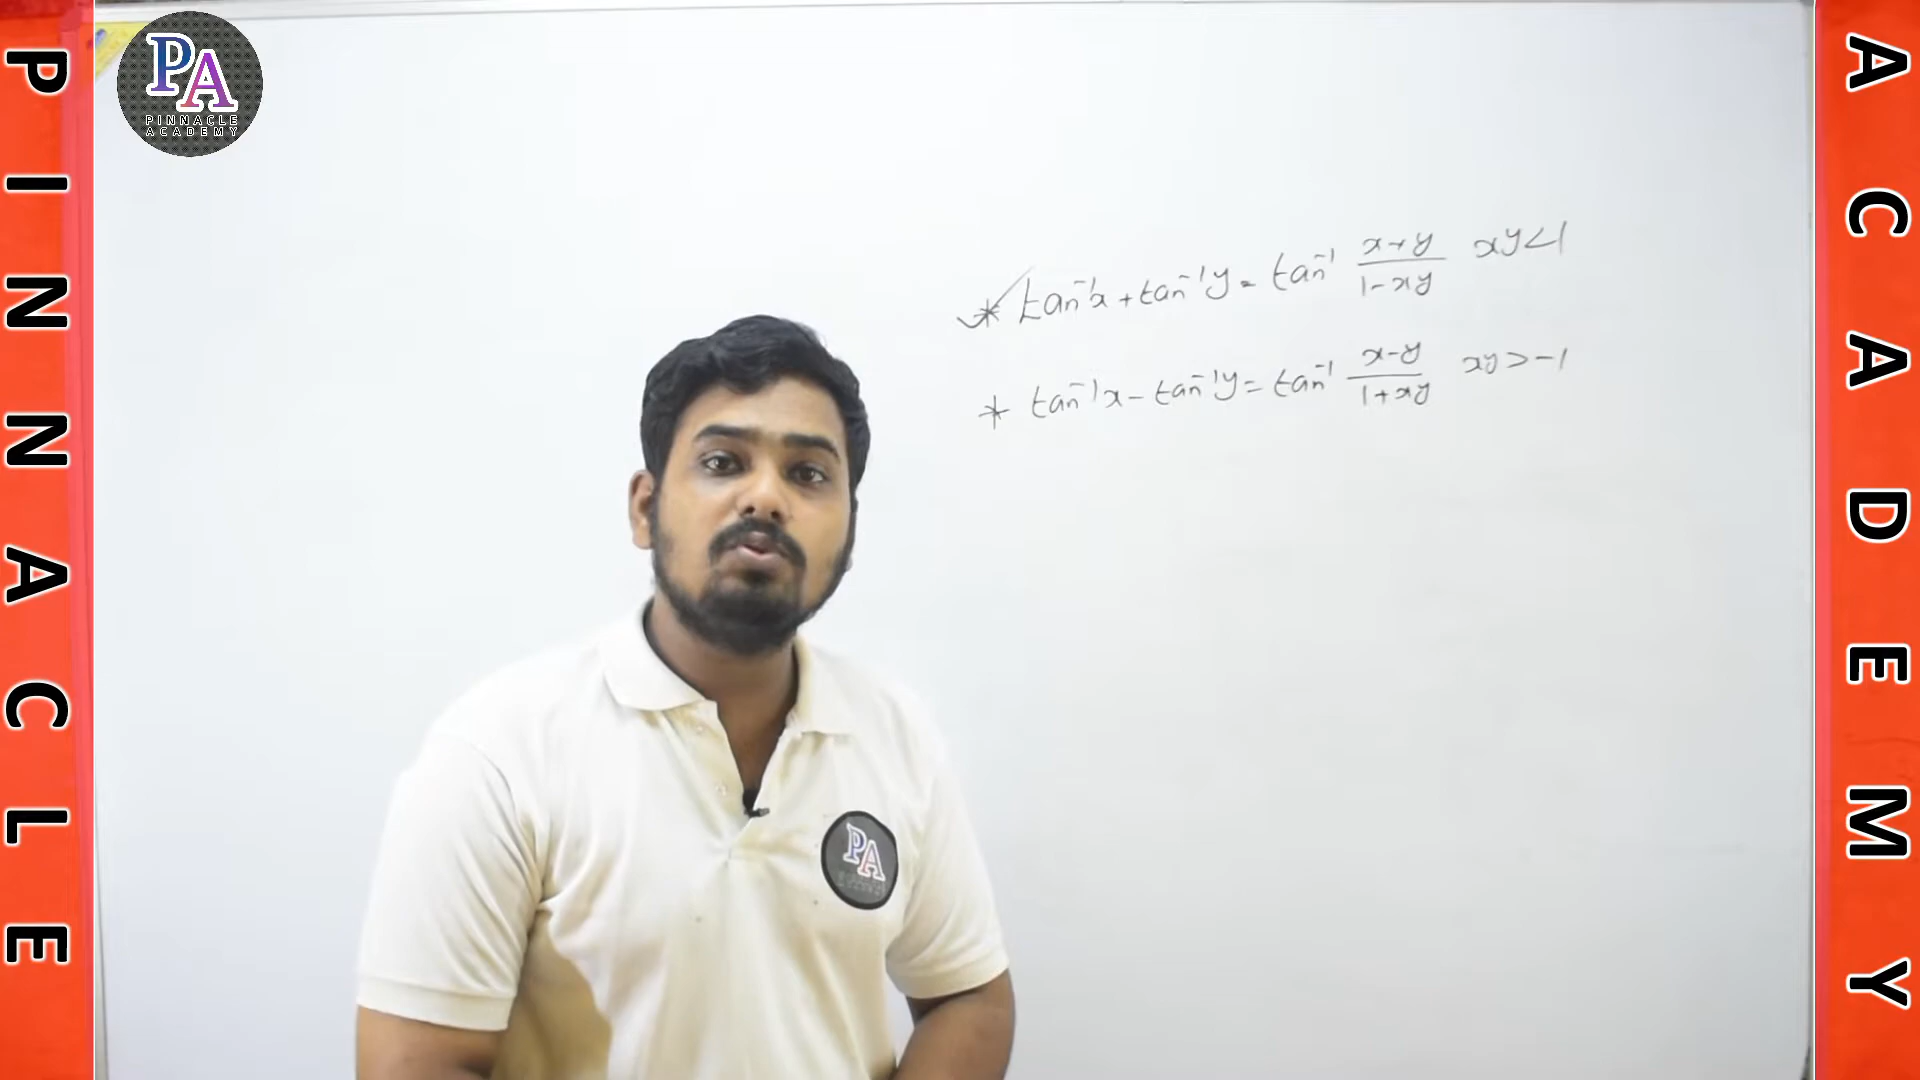 PINNACLE
PA
PINNACLE
ACADEMY
* tan⁻¹x + tan⁻¹y = tan⁻¹ (x+y)/(1-xy) xy<1
* tan⁻¹x - tan⁻¹y = tan⁻¹ (x-y)/(1+xy) xy>-1
PA
ACADEMY